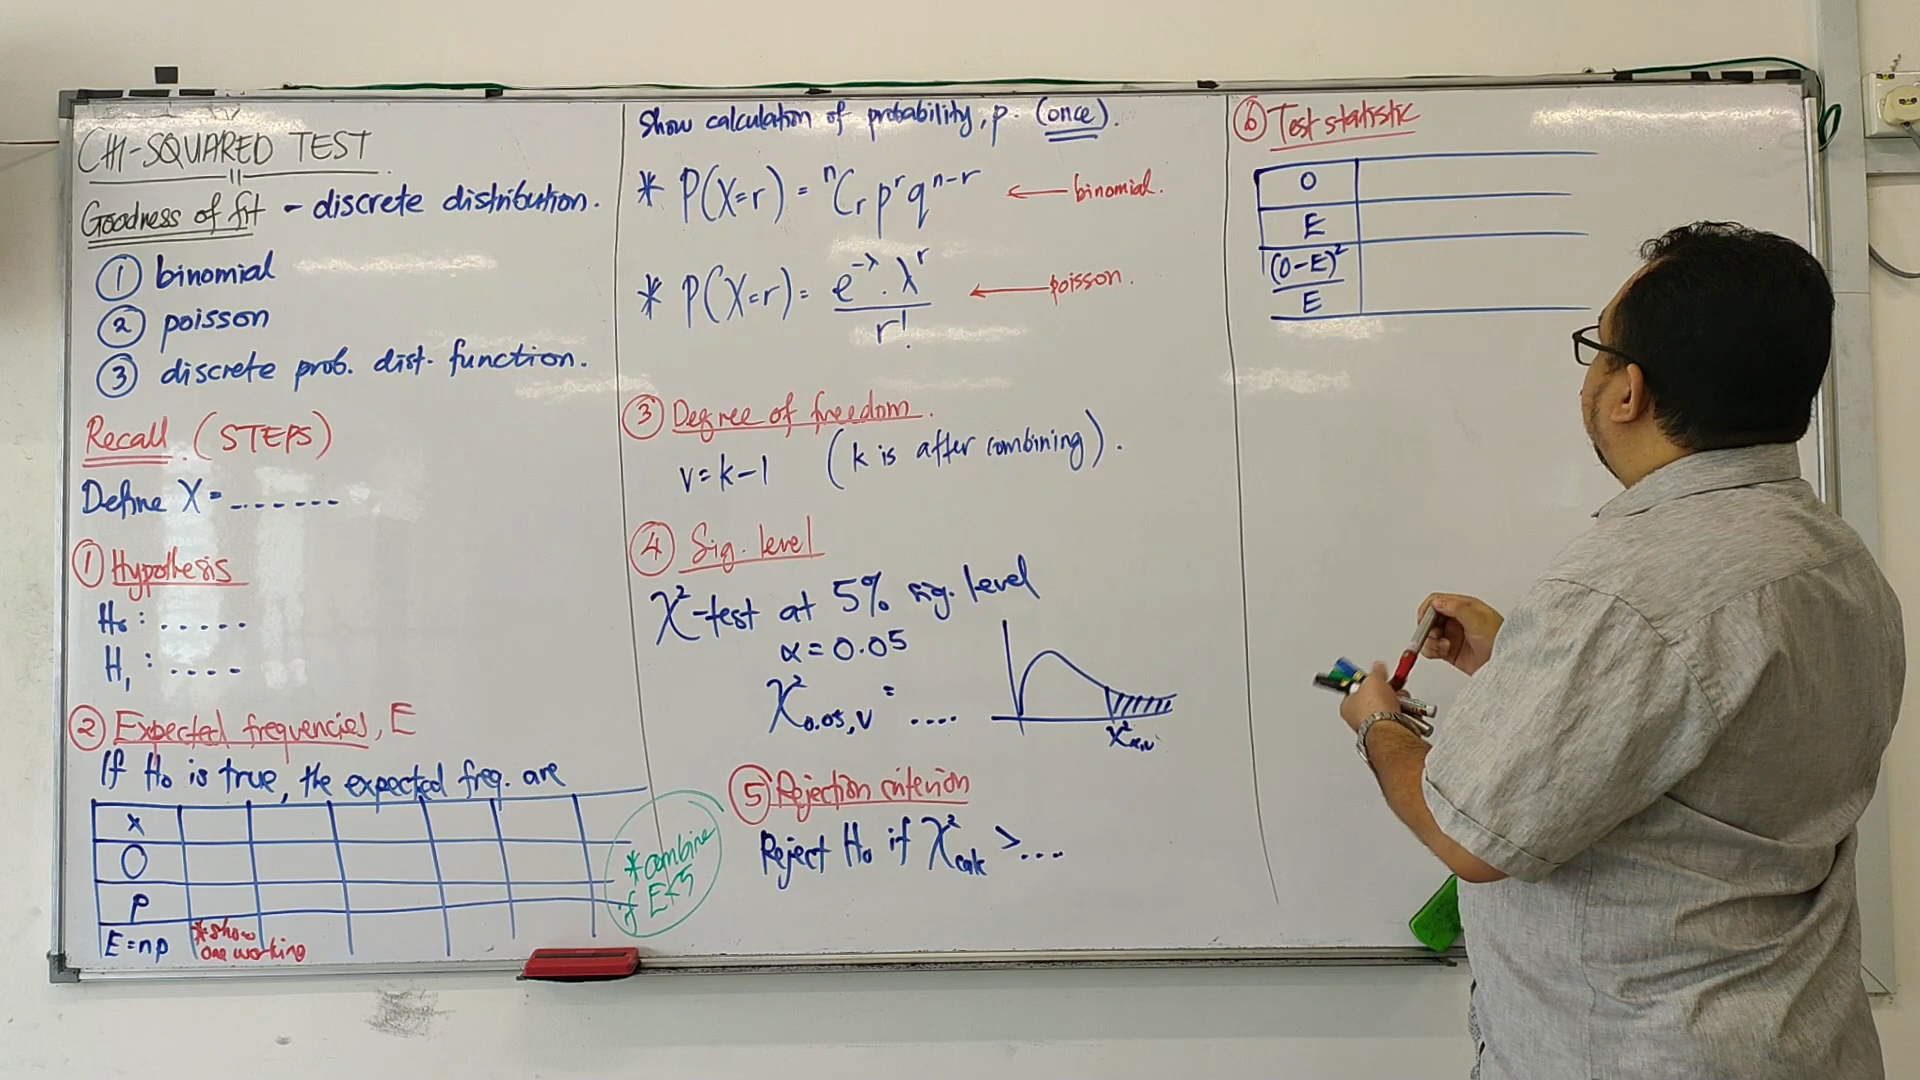 CHI-SQUARED TEST
Goodness of fit - discrete distribution.
① binomial
② poisson
③ discrete prob. dist. function.
Recall. (STEPS)
Define X = .......
① Hypothesis
H₀ : .....
H₁ : ....
② Expected frequencies, E
If H₀ is true, the expected freq. are
x
O
p
E = np
*show
one working
*combine
if E<5
Show calculation of probability, p. (once).
* P(X=r) = ⁿCᵣ pʳ qⁿ⁻ʳ ← binomial.
* P(X=r) = e^-λ . λ^r / r! ← poisson.
③ Degree of freedom.
v = k-1 (k is after combining).
④ Sig. level
χ²-test at 5% sig. level
α = 0.05
χ²0.05,v = ....
χ²α,v
⑤ Rejection criterion
Reject H₀ if χ²calc > ....
⑥ Test statistic
O
E
(O-E)²
E